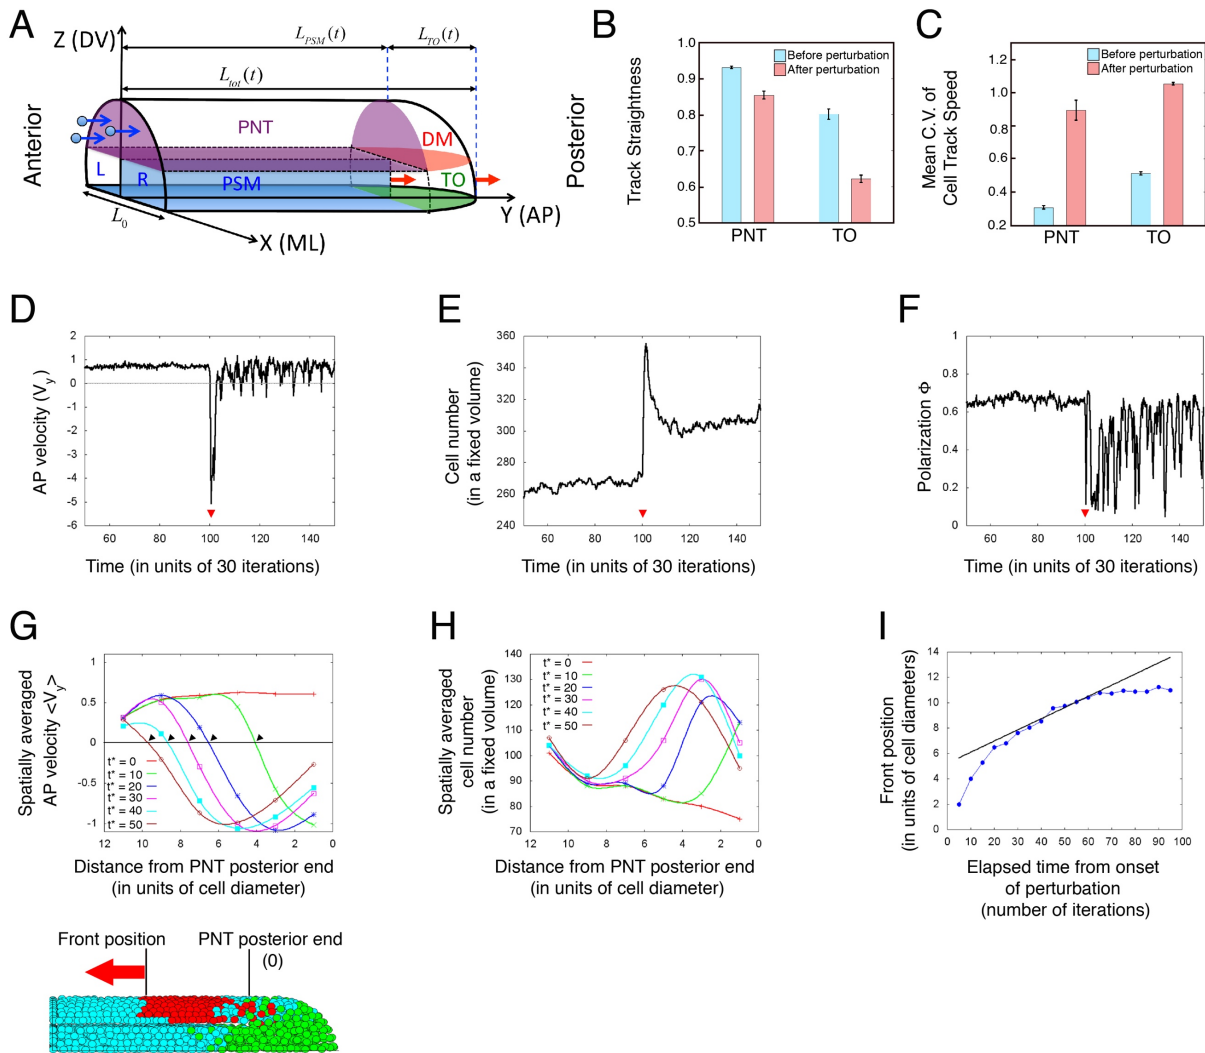 A
Z (DV)
L_PSM(t)
L_TO(t)
L_tot(t)
Anterior
PNT
DM
L
R
PSM
TO
L_0
Y (AP)
X (ML)
Posterior
B
Track Straightness
1.0
0.9
0.8
0.7
0.6
0.5
Before perturbation
After perturbation
PNT
TO
C
Mean C.V. of
Cell Track Speed
1.2
1.0
0.8
0.6
0.4
0.2
Before perturbation
After perturbation
PNT
TO
D
AP velocity (Vy)
2
1
0
-1
-2
-3
-4
-5
-6
60 80 100 120 140
Time (in units of 30 iterations)
E
Cell number
(in a fixed volume)
360
340
320
300
280
260
240
60 80 100 120 140
Time (in units of 30 iterations)
F
Polarization Φ
1
0.8
0.6
0.4
0.2
0
60 80 100 120 140
Time (in units of 30 iterations)
G
Spatially averaged
AP velocity <Vy>
1
0.5
0
-0.5
-1
t* = 0
t* = 10
t* = 20
t* = 30
t* = 40
t* = 50
12 10 8 6 4 2 0
Distance from PNT posterior end
(in units of cell diameter)
H
Spatially averaged
cell number
(in a fixed volume)
140
130
120
110
100
90
80
70
t* = 0
t* = 10
t* = 20
t* = 30
t* = 40
t* = 50
12 10 8 6 4 2 0
Distance from PNT posterior end
(in units of cell diameter)
I
Front position
(in units of cell diameters)
14
12
10
8
6
4
2
0
0 10 20 30 40 50 60 70 80 90 100
Elapsed time from onset
of perturbation
(number of iterations)
Front position
PNT posterior end
(0)